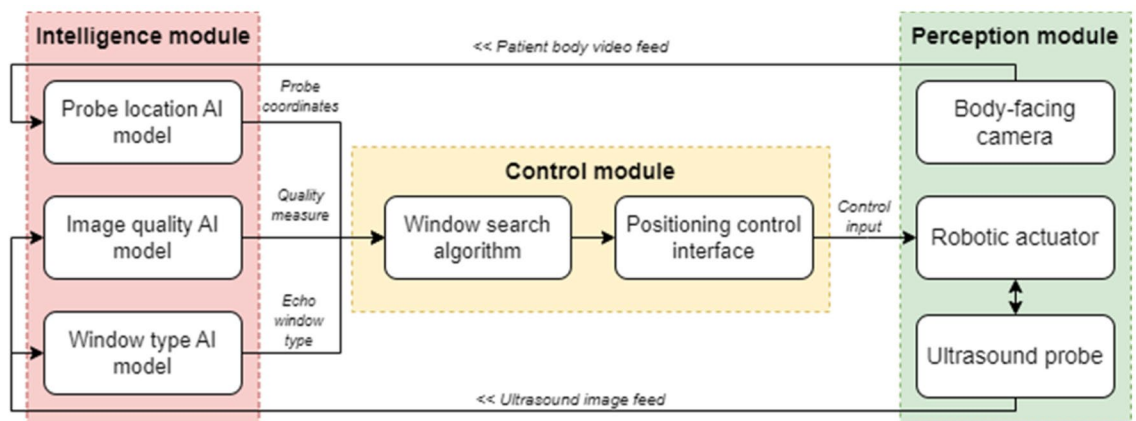 Intelligence module
<< Patient body video feed
Perception module
Probe location AI
model
Probe
coordinates
Body-facing
camera
Control module
Image quality AI
model
Quality
measure
Window search
algorithm
Positioning control
interface
Control
input
Robotic actuator
Window type AI
model
Echo
window
type
Ultrasound probe
<< Ultrasound image feed